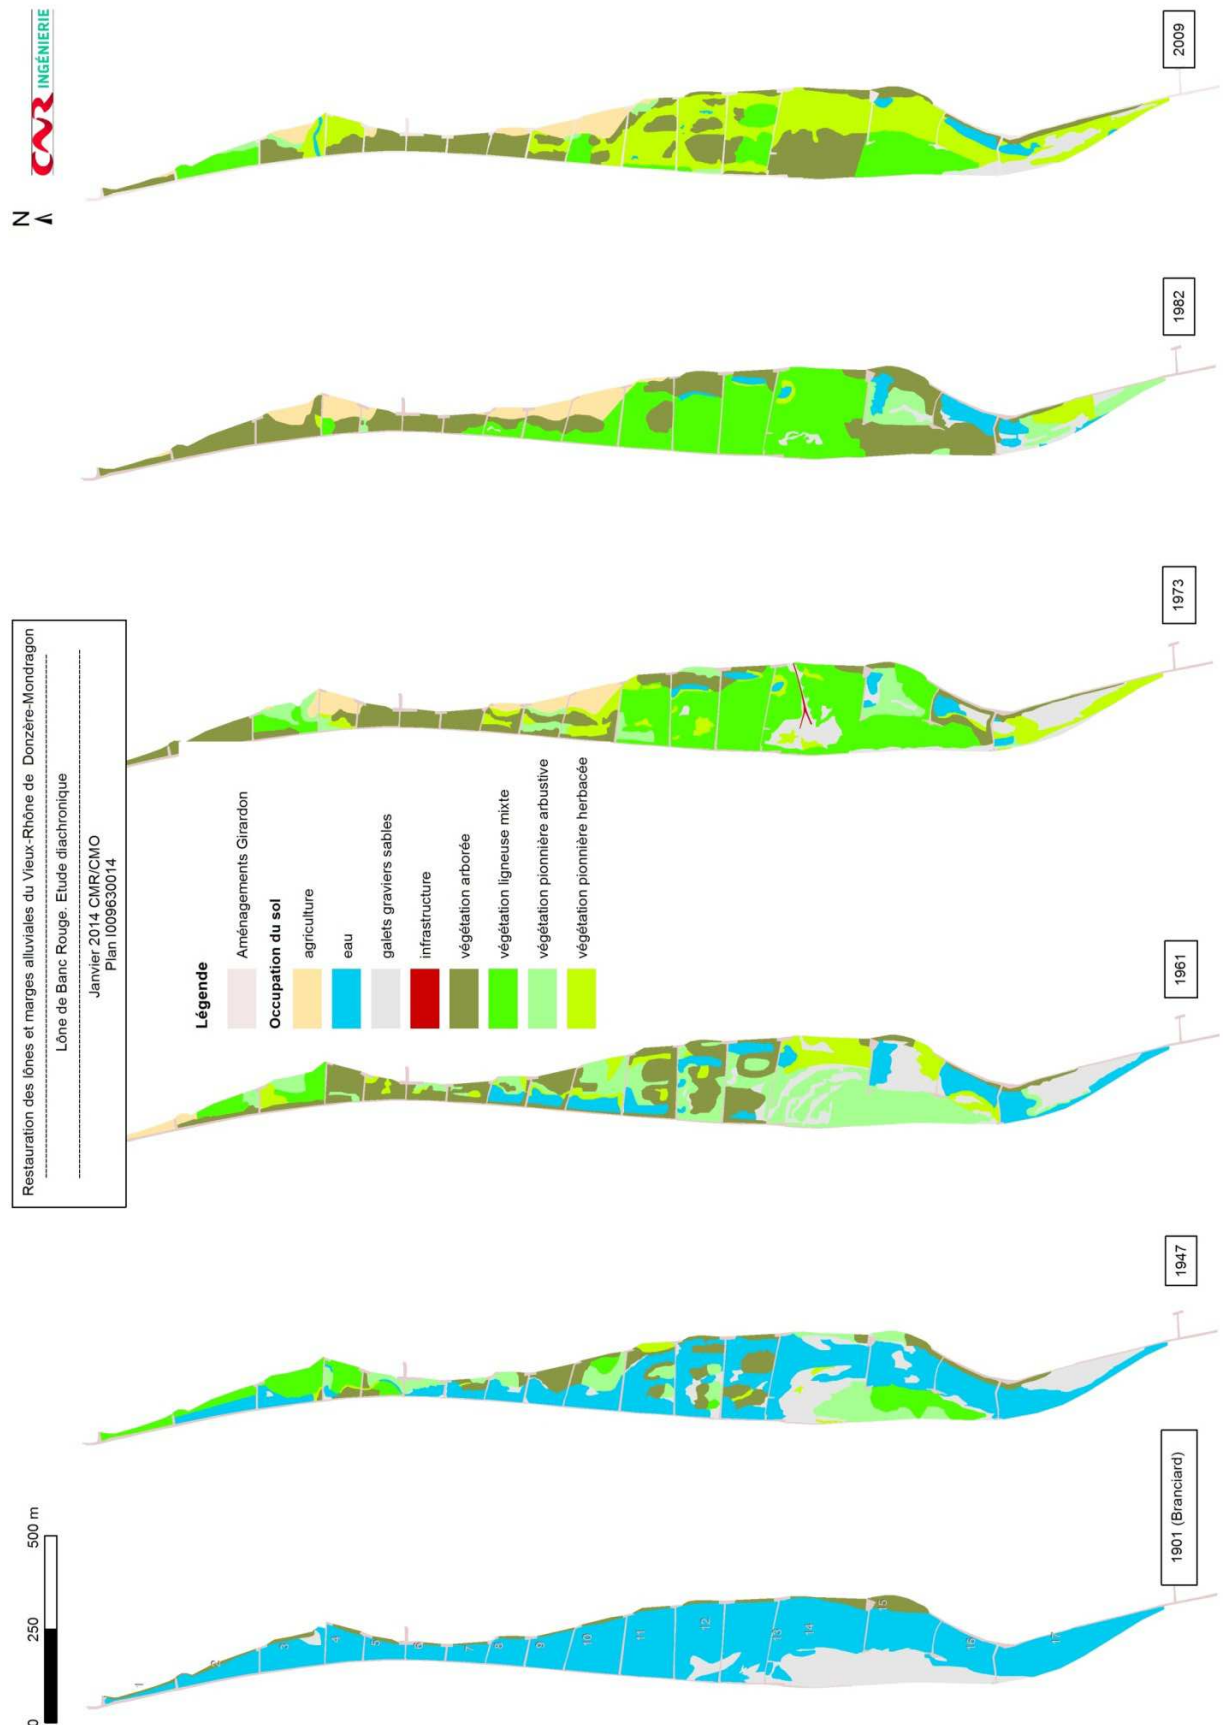 CNR INGÉNIERIE
N
Restauration des lônes et marges alluviales du Vieux-Rhône de Donzère-Mondragon
Lône de Banc Rouge. Etude diachronique
Janvier 2014 CMR/CMO
Plan I009630014
Légende
Aménagements Girardon
Occupation du sol
agriculture
eau
galets graviers sables
infrastructure
végétation arborée
végétation ligneuse mixte
végétation pionnière arbustive
végétation pionnière herbacée
0 250 500 m
1901 (Branciard)
1947
1961
1973
1982
2009
1
2
3
4
5
6
7
8
9
10
11
12
13
14
15
16
17